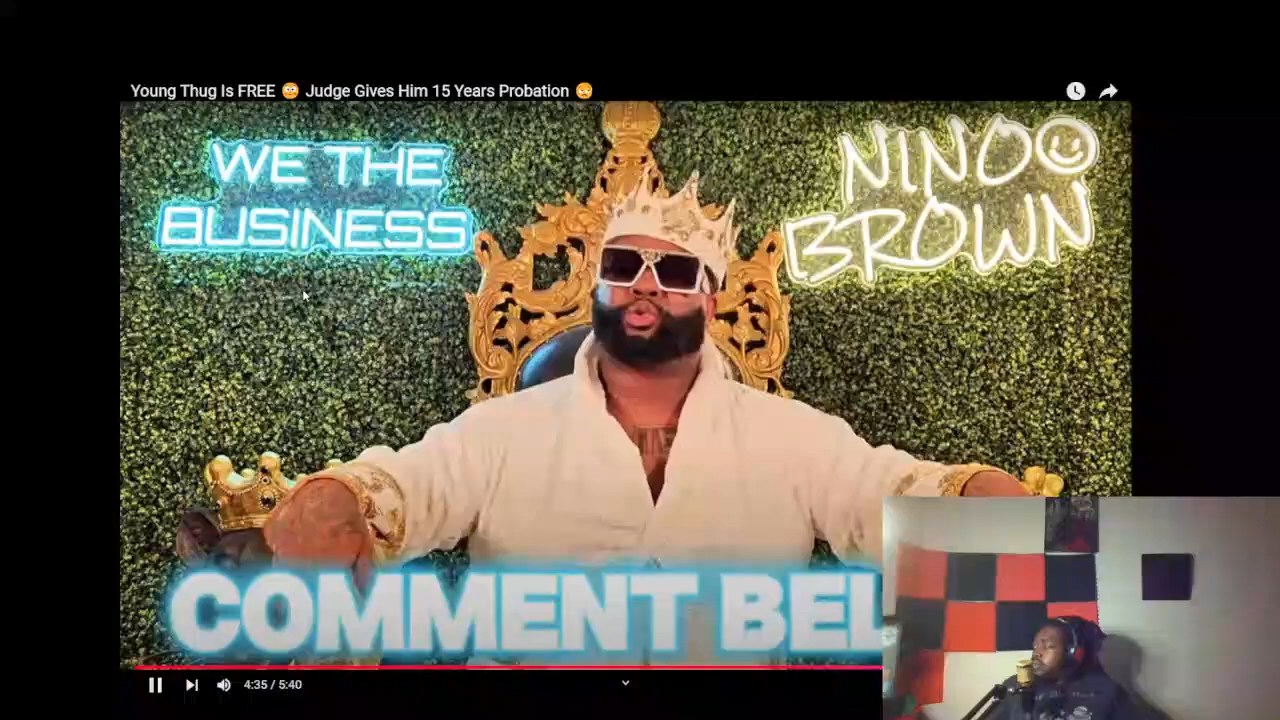 Young Thug Is FREE 😳 Judge Gives Him 15 Years Probation 😬
WE THE
BUSINESS
NINO
BROWN
COMMENT BEL
4:35 / 5:40